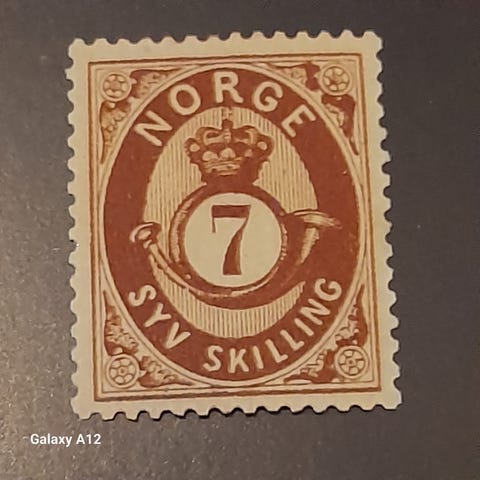 NORGE
7
SYV SKILLING
Galaxy A12